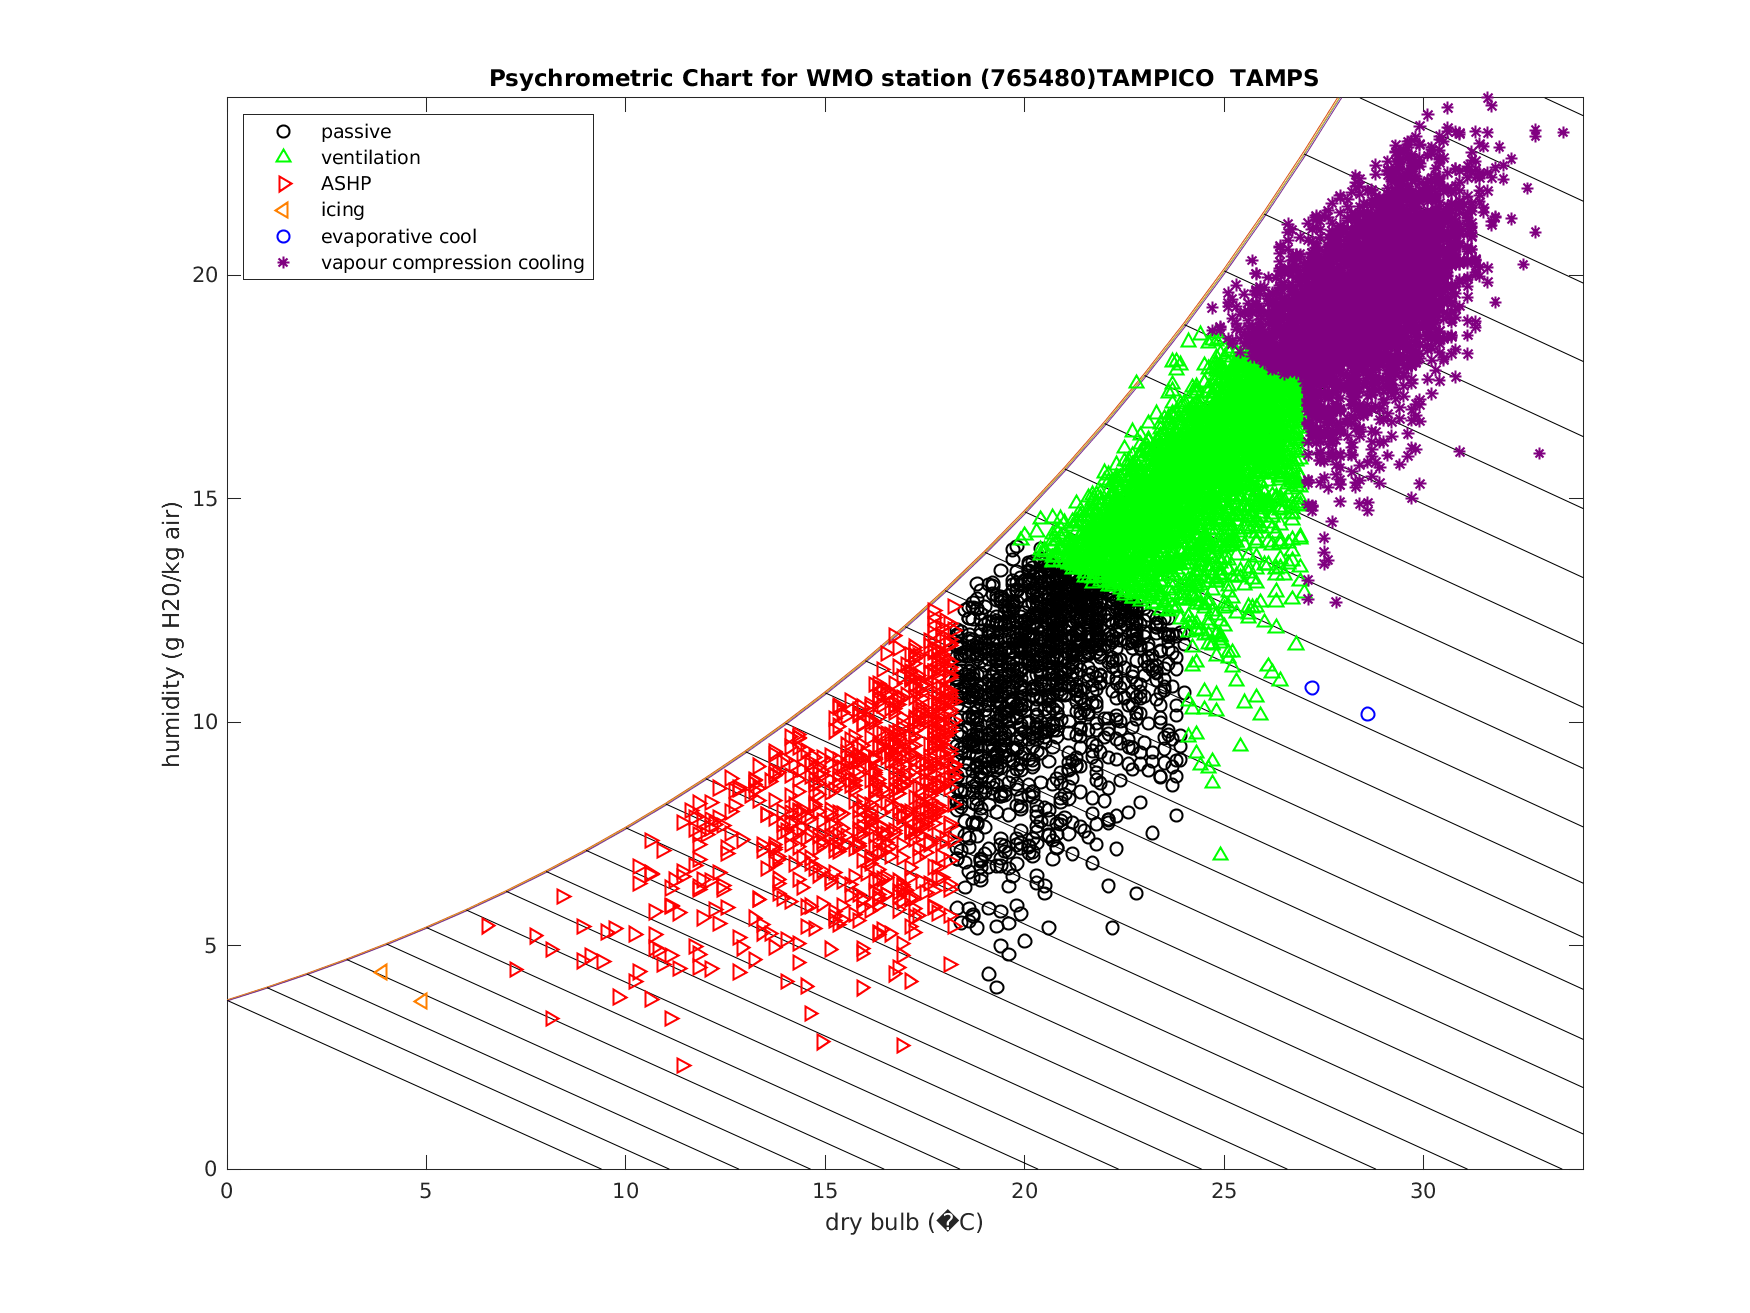 Psychrometric Chart for WMO station (765480)TAMPICO  TAMPS
passive
ventilation
ASHP
icing
evaporative cool
vapour compression cooling
humidity (g H20/kg air)
20
15
10
5
0
0 5 10 15 20 25 30
dry bulb (�C)